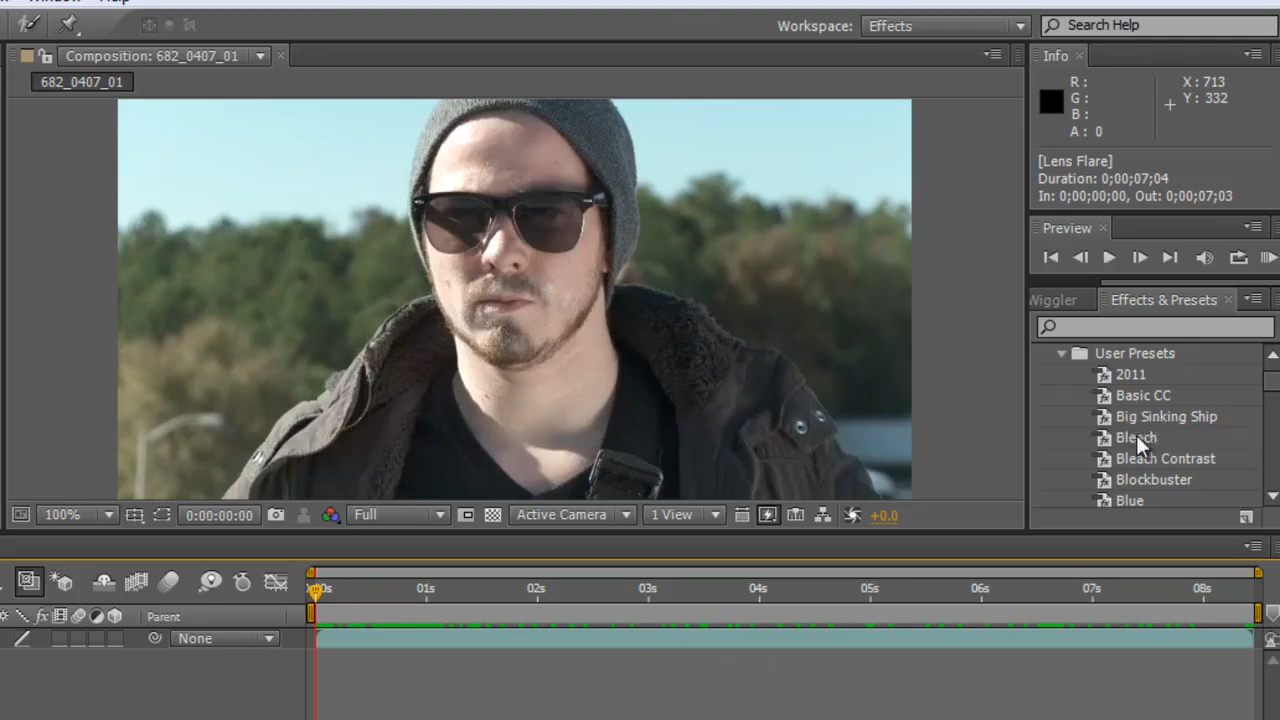 Window Help
Workspace: Effects
Search Help
Composition: 682_0407_01
682_0407_01
Info
R :
G :
B :
A : 0
X : 713
Y : 332
[Lens Flare]
Duration: 0;00;07;04
In: 0;00;00;00, Out: 0;00;07;03
Preview
Wiggler
Effects & Presets
User Presets
2011
Basic CC
Big Sinking Ship
Bleach
Bleach Contrast
Blockbuster
Blue
100%
0:00:00:00
Full
Active Camera
1 View
+0.0
01s 02s 03s 04s 05s 06s 07s 08s
fx
Parent
None